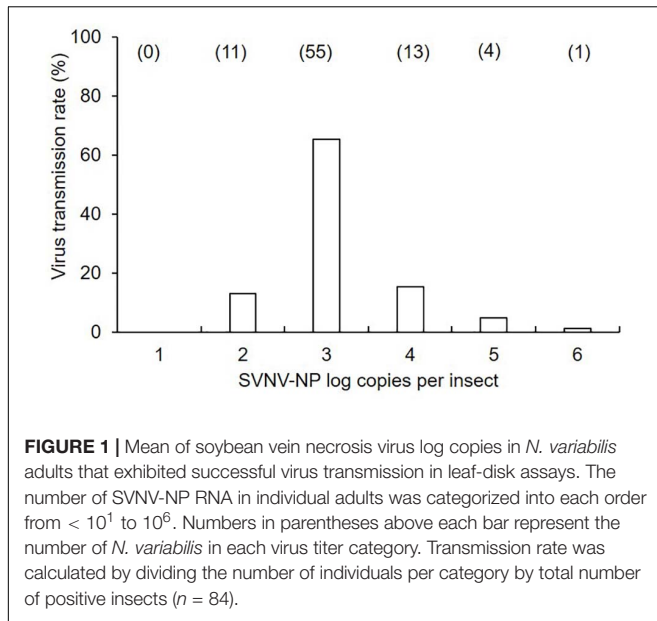 (0) (11) (55) (13) (4) (1)
Virus transmission rate (%)
100
80
60
40
20
0
1 2 3 4 5 6
SVNV-NP log copies per insect
FIGURE 1 | Mean of soybean vein necrosis virus log copies in N. variabilis
adults that exhibited successful virus transmission in leaf-disk assays. The
number of SVNV-NP RNA in individual adults was categorized into each order
from < 10¹ to 10⁶. Numbers in parentheses above each bar represent the
number of N. variabilis in each virus titer category. Transmission rate was
calculated by dividing the number of individuals per category by total number
of positive insects (n = 84).